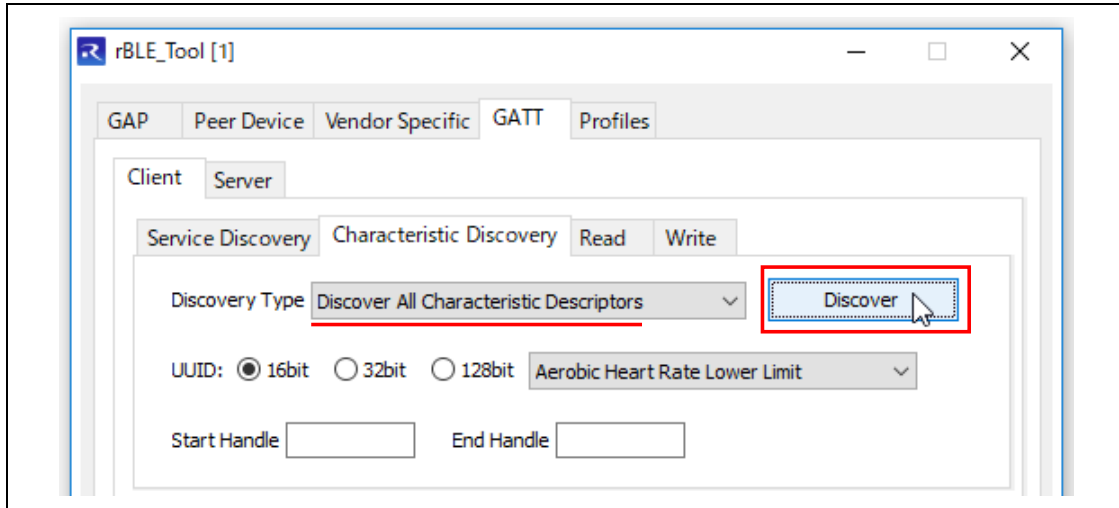 rBLE_Tool [1]
GAP Peer Device Vendor Specific GATT Profiles
Client Server
Service Discovery Characteristic Discovery Read Write
Discovery Type Discover All Characteristic Descriptors Discover
UUID: 16bit 32bit 128bit Aerobic Heart Rate Lower Limit
Start Handle End Handle